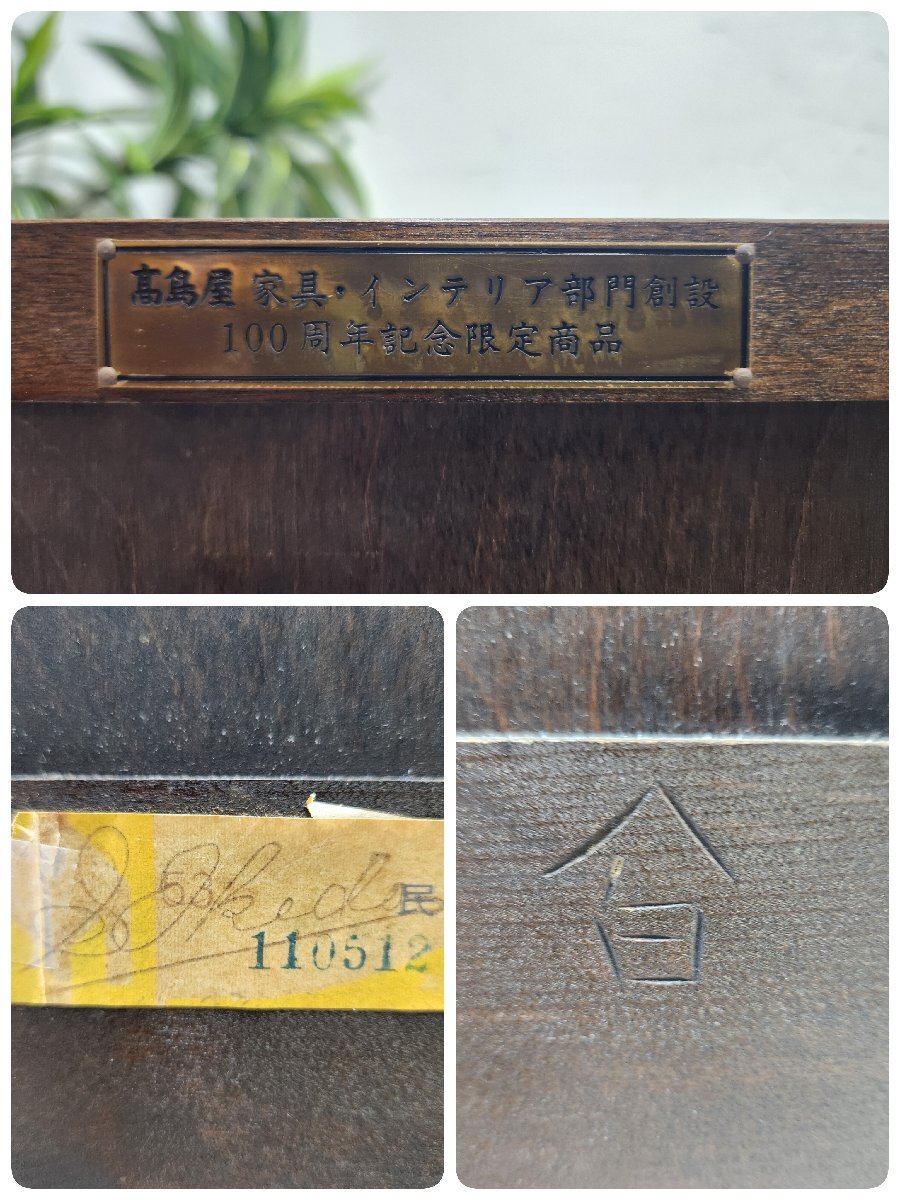 髙島屋 家具・インテリア部門創設
100周年記念限定商品
民
110512